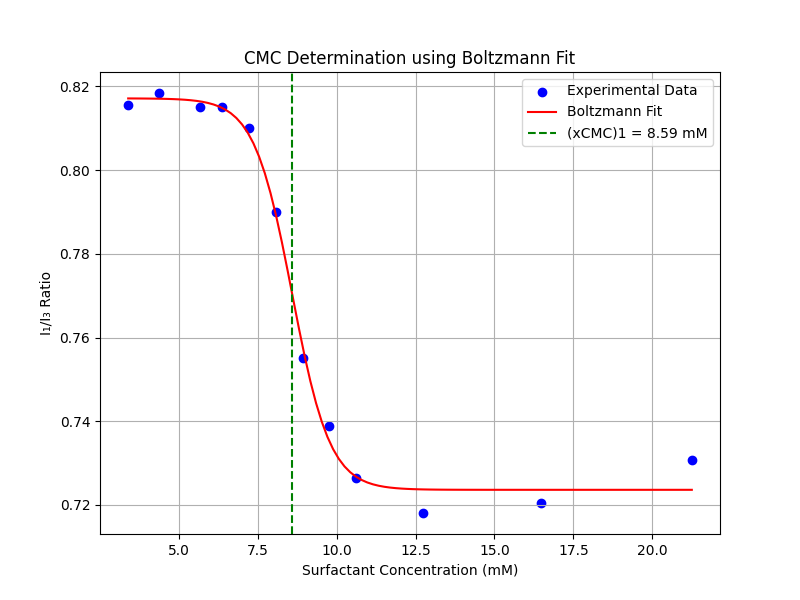 CMC Determination using Boltzmann Fit
Experimental Data
Boltzmann Fit
(xCMC)1 = 8.59 mM
I₁/I₃ Ratio
0.82
0.80
0.78
0.76
0.74
0.72
5.0 7.5 10.0 12.5 15.0 17.5 20.0
Surfactant Concentration (mM)